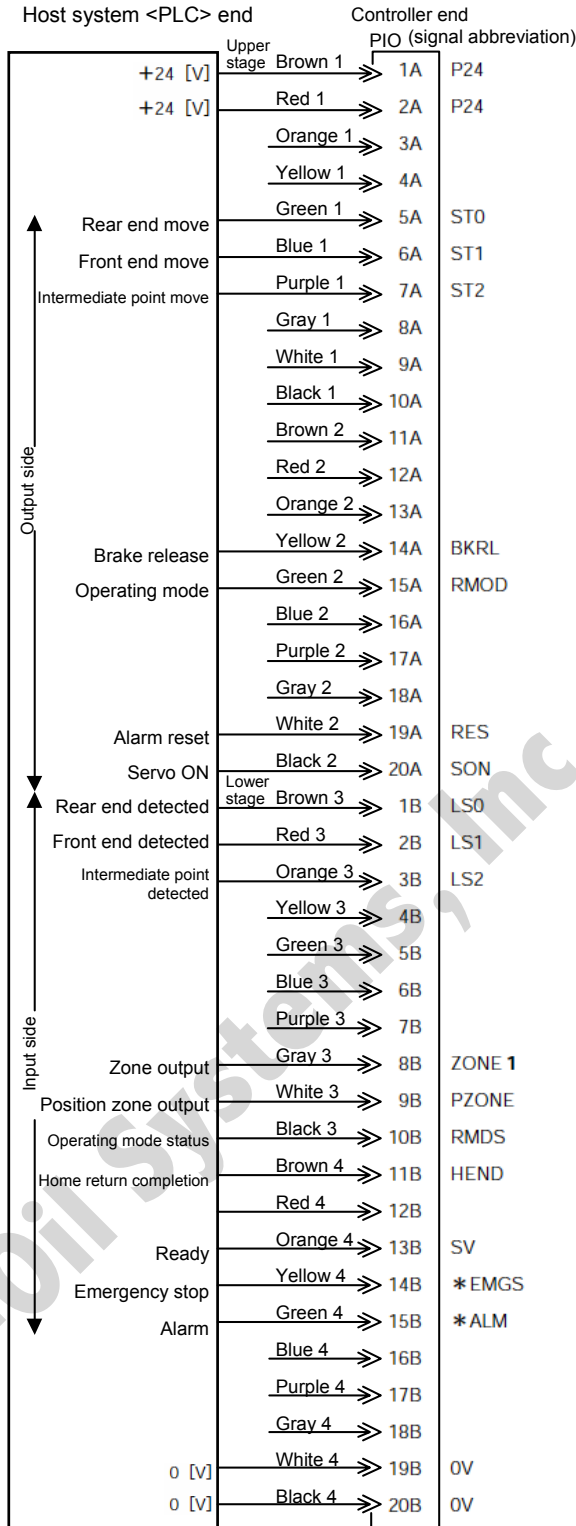 Host system <PLC> end Controller end
PIO (signal abbreviation)
+24 [V] Upper stage Brown 1 1A P24
+24 [V] Red 1 2A P24
Orange 1 3A
Yellow 1 4A
Rear end move Green 1 5A ST0
Front end move Blue 1 6A ST1
Intermediate point move Purple 1 7A ST2
Gray 1 8A
White 1 9A
Black 1 10A
Brown 2 11A
Red 2 12A
Output side
Orange 2 13A
Brake release Yellow 2 14A BKRL
Operating mode Green 2 15A RMOD
Blue 2 16A
Purple 2 17A
Gray 2 18A
Alarm reset White 2 19A RES
Servo ON Black 2 20A SON
Rear end detected Lower stage Brown 3 1B LS0
Front end detected Red 3 2B LS1
Intermediate point detected Orange 3 3B LS2
Yellow 3 4B
Green 3 5B
Blue 3 6B
Purple 3 7B
Input side
Zone output Gray 3 8B ZONE 1
Position zone output White 3 9B PZONE
Operating mode status Black 3 10B RMDS
Home return completion Brown 4 11B HEND
Red 4 12B
Ready Orange 4 13B SV
Emergency stop Yellow 4 14B *EMGS
Alarm Green 4 15B *ALM
Blue 4 16B
Purple 4 17B
Gray 4 18B
0 [V] White 4 19B 0V
0 [V] Black 4 20B 0V
Oil Systems, Inc